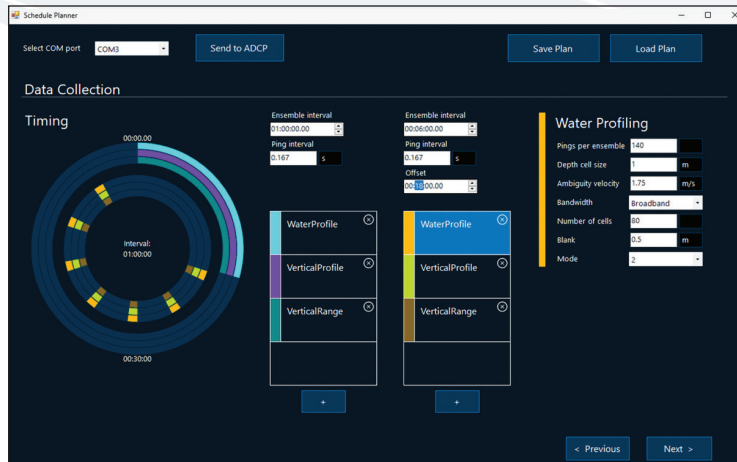 Schedule Planner
Select COM port COM3 Send to ADCP Save Plan Load Plan
Data Collection
Timing
00:00.00
Interval:
01:00:00
00:30:00
Ensemble interval
01:00:00.00
Ping interval
0.167 s
WaterProfile
VerticalProfile
VerticalRange
+
Ensemble interval
00:06:00.00
Ping interval
0.167 s
Offset
00:18:00.00
WaterProfile
VerticalProfile
VerticalRange
+
Water Profiling
Pings per ensemble 140
Depth cell size 1 m
Ambiguity velocity 1.75 m/s
Bandwidth Broadband
Number of cells 80
Blank 0.5 m
Mode 2
< Previous Next >